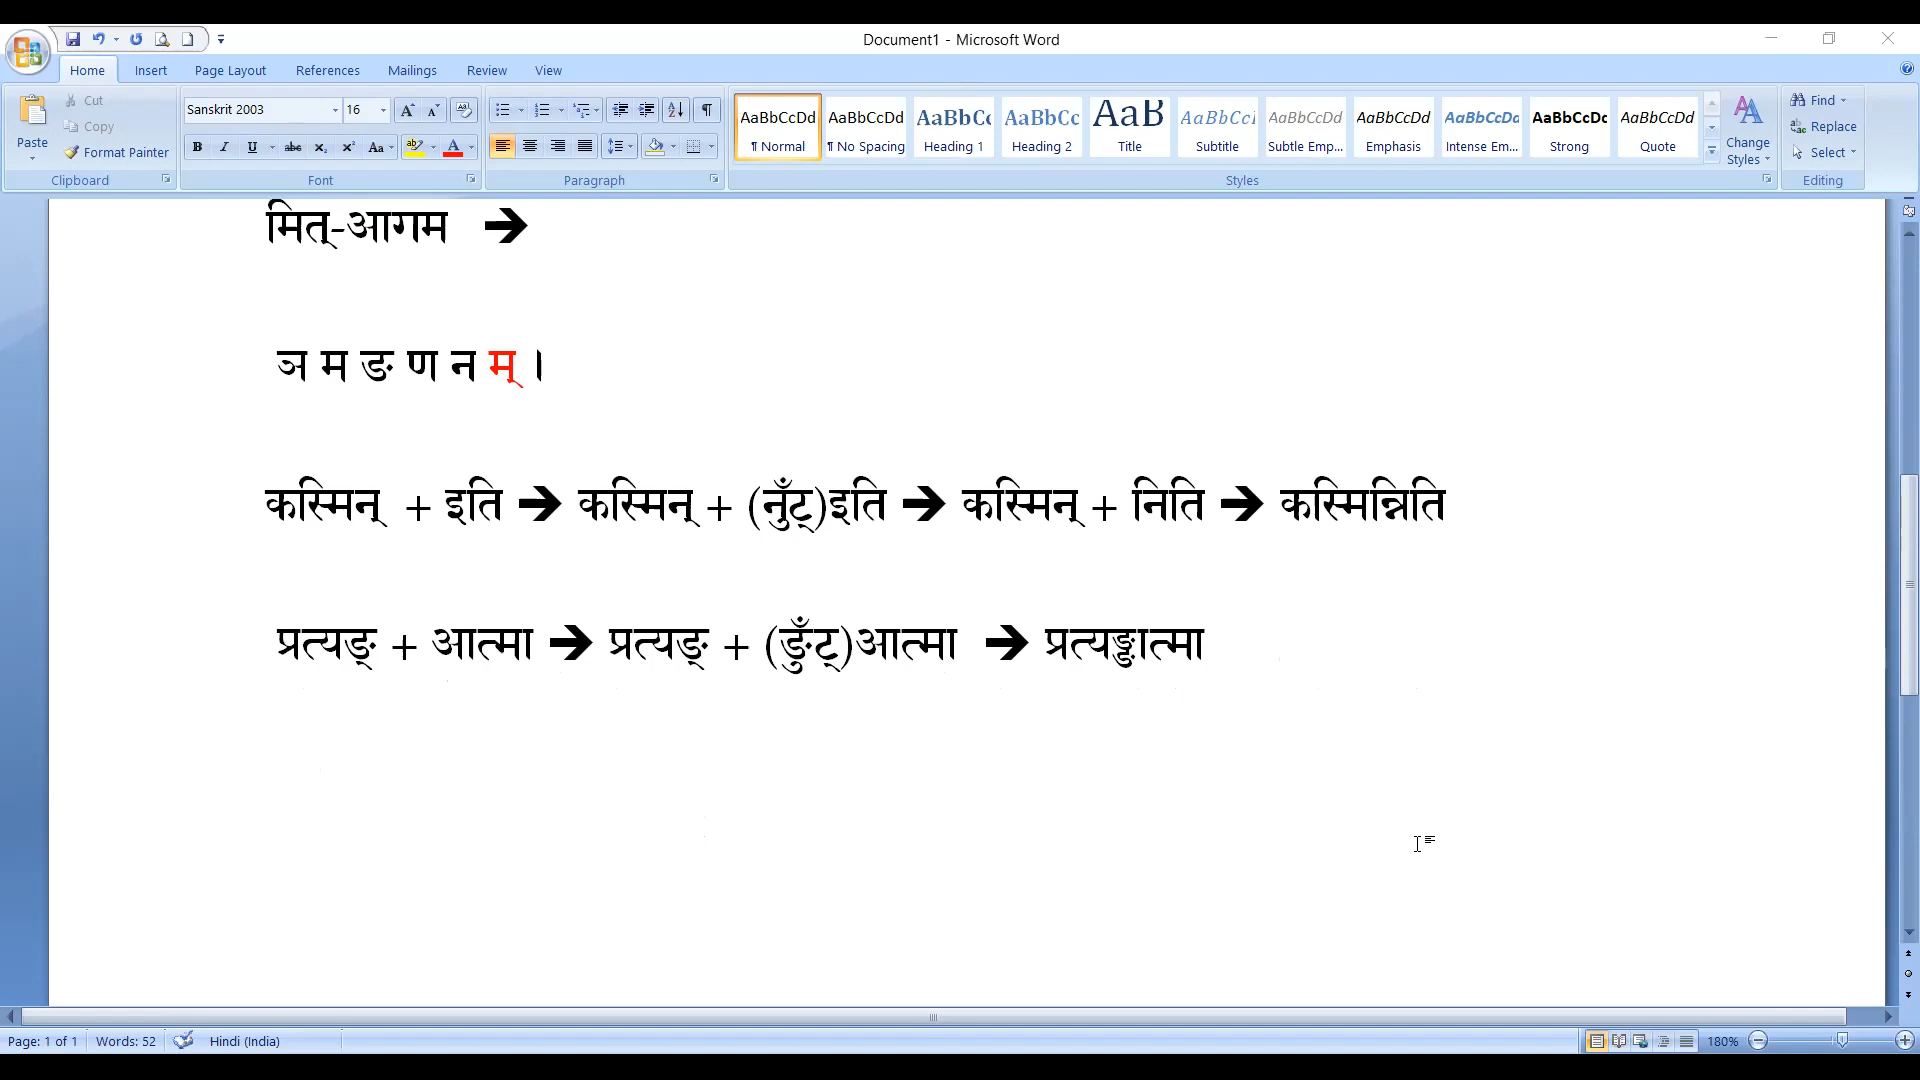 Document1 - Microsoft Word
Home Insert Page Layout References Mailings Review View
Paste Cut Copy Format Painter Clipboard
Sanskrit 2003 16 Font
Paragraph
AaBbCcDd ¶ Normal AaBbCcDd ¶ No Spacing AaBbCc Heading 1 AaBbCc Heading 2 AaB Title AaBbCcI Subtitle AaBbCcDd Subtle Emp... AaBbCcDd Emphasis AaBbCcDd Intense Em... AaBbCcDc Strong AaBbCcDd Quote Change Styles Styles
Find Replace Select Editing
मित्-आगम ➔
ञ म ङ ण न म् ।
कस्मिन् + इति ➔ कस्मिन् + (नुँट्)इति ➔ कस्मिन् + निति ➔ कस्मिन्निति
प्रत्यङ् + आत्मा ➔ प्रत्यङ् + (ङुँट्)आत्मा ➔ प्रत्यङ्ङात्मा
Page: 1 of 1 Words: 52 Hindi (India) 180%